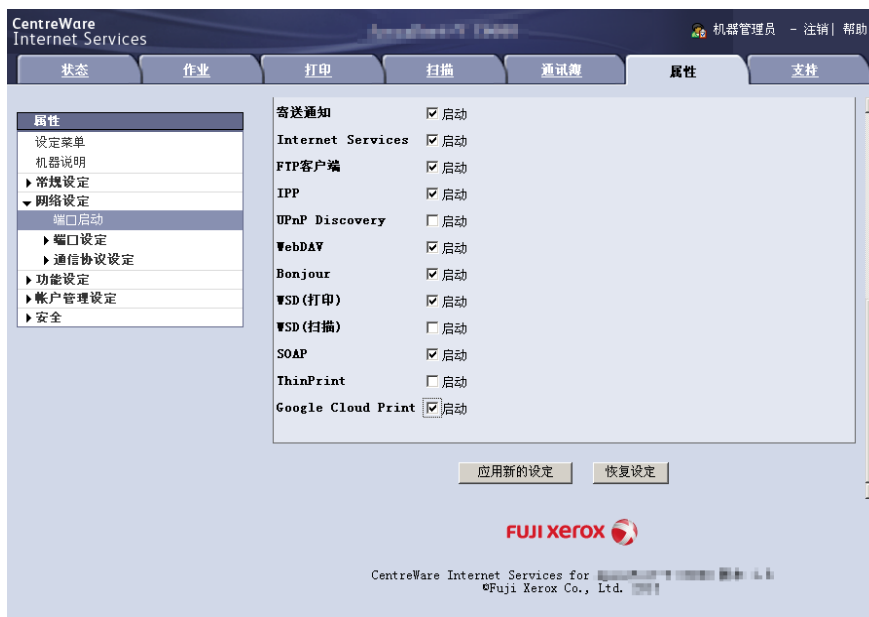 CentreWare
Internet Services
机器管理员 - 注销| 帮助
状态 作业 打印 扫描 通讯簿 属性 支持
属性
设定菜单
机器说明
常规设定
网络设定
端口启动
端口设定
通信协议设定
功能设定
帐户管理设定
安全
寄送通知 启动
Internet Services 启动
FTP客户端 启动
IPP 启动
UPnP Discovery 启动
WebDAV 启动
Bonjour 启动
WSD(打印) 启动
WSD(扫描) 启动
SOAP 启动
ThinPrint 启动
Google Cloud Print 启动
应用新的设定 恢复设定
FUJI xerox
CentreWare Internet Services for
©Fuji Xerox Co., Ltd.